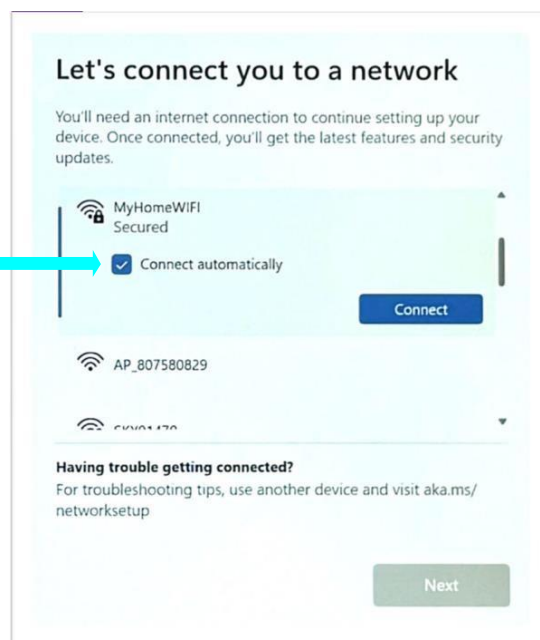 Let's connect you to a network
You'll need an internet connection to continue setting up your
device. Once connected, you'll get the latest features and security
updates.
MyHomeWIFI
Secured
Connect automatically
Connect
AP_807580829
Having trouble getting connected?
For troubleshooting tips, use another device and visit aka.ms/
networksetup
Next